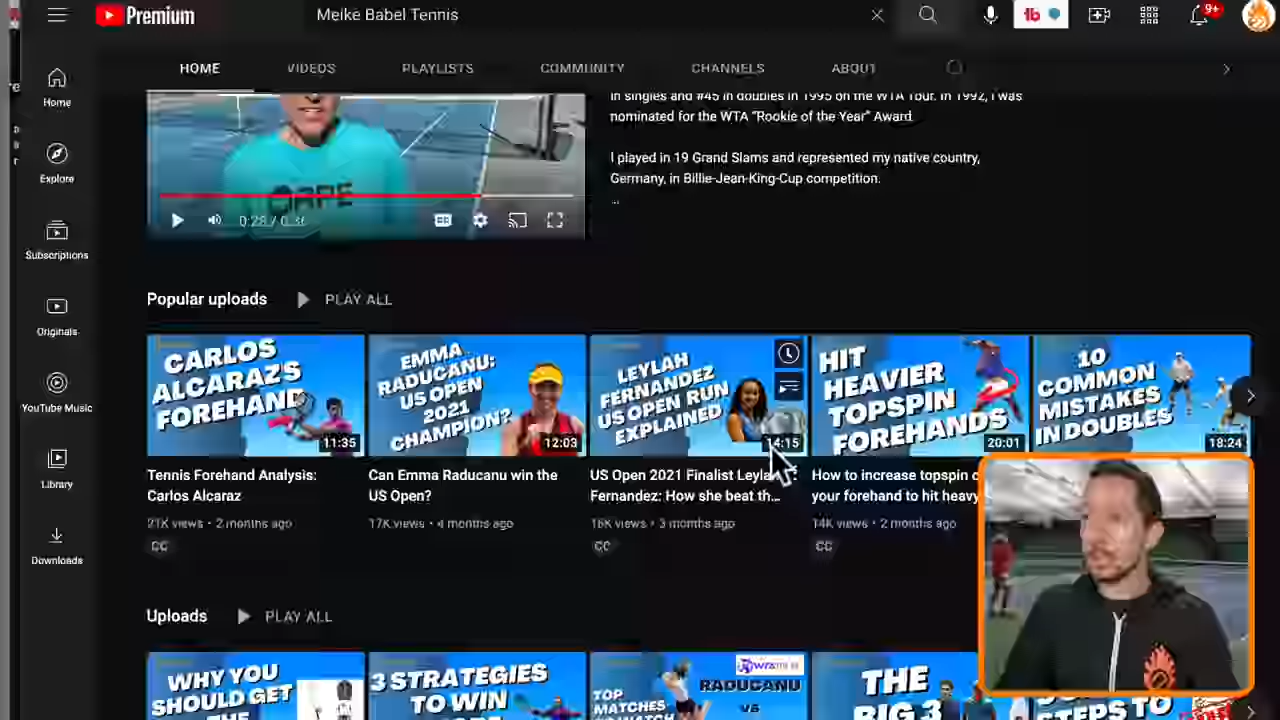 Premium
Meike Babel Tennis
9+
HOME
VIDEOS
PLAYLISTS
COMMUNITY
CHANNELS
ABOUT
in singles and #45 in doubles in 1995 on the WTA Tour. In 1992, I was
nominated for the WTA "Rookie of the Year" Award.
I played in 19 Grand Slams and represented my native country,
Germany, in Billie-Jean-King-Cup competition.
...
Home
Explore
Subscriptions
Originals
YouTube Music
Library
Downloads
CC
Popular uploads
PLAY ALL
CARLOS
ALCARAZ'S
FOREHAND
11:35
Tennis Forehand Analysis:
Carlos Alcaraz
21K views • 2 months ago
CC
EMMA
RADUCANU:
US OPEN
2021
CHAMPION?
12:03
Can Emma Raducanu win the
US Open?
17K views • 4 months ago
LEYLAH
FERNANDEZ
US OPEN RUN
EXPLAINED
14:15
US Open 2021 Finalist
Fernandez: How she beat th...
16K views • 3 months ago
CC
HIT
HEAVIER
TOPSPIN
FOREHANDS
20:01
How to increase topspin
your forehand to hit heavy
14K views • 2 months ago
CC
10
COMMON
MISTAKES
IN DOUBLES
18:24
Uploads
PLAY ALL
WHY YOU
SHOULD GET
3 STRATEGIES
TO WIN
TOP
MATCHES
RADUCANU
VS
THE
BIG 3
STEPS TO